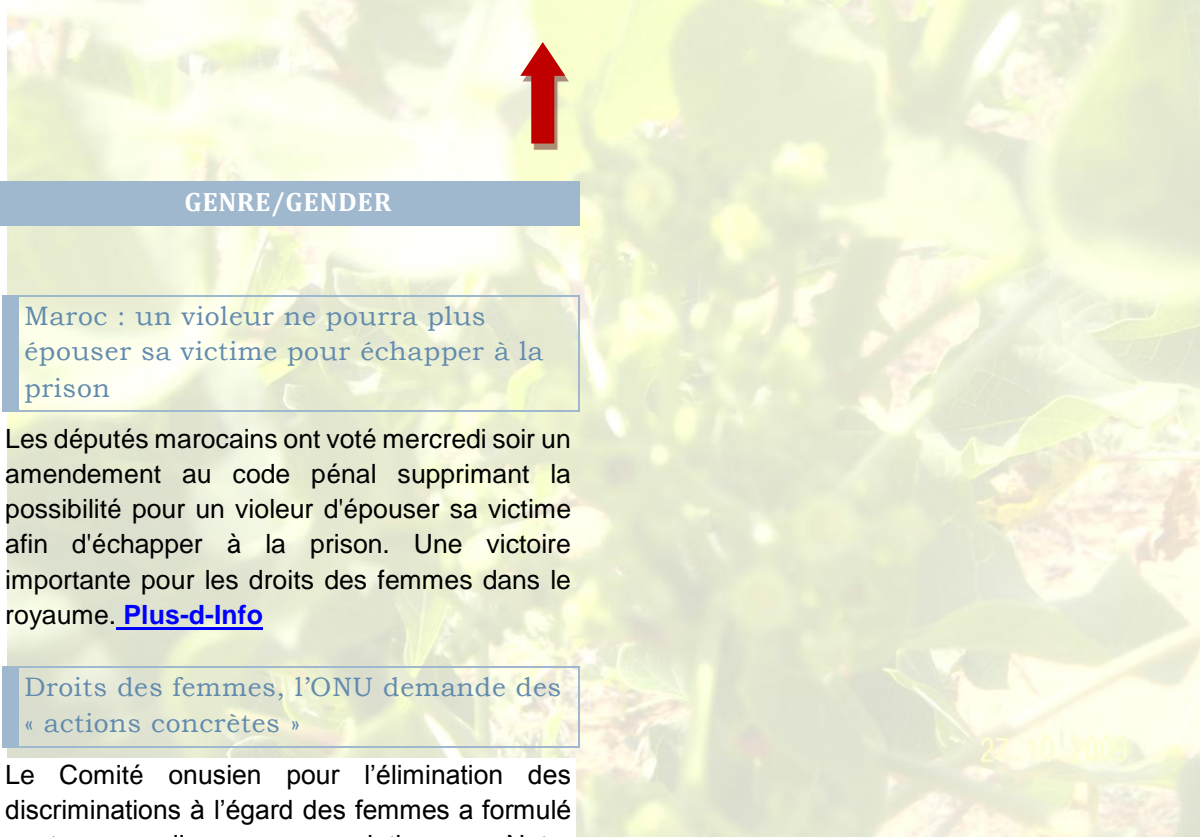 GENRE/GENDER
Maroc : un violeur ne pourra plus
épouser sa victime pour échapper à la
prison
Les députés marocains ont voté mercredi soir un
amendement au code pénal supprimant la
possibilité pour un violeur d'épouser sa victime
afin d'échapper à la prison. Une victoire
importante pour les droits des femmes dans le
royaume. Plus-d-Info
Droits des femmes, l’ONU demande des
« actions concrètes »
Le Comité onusien pour l’élimination des
discriminations à l’égard des femmes a formulé